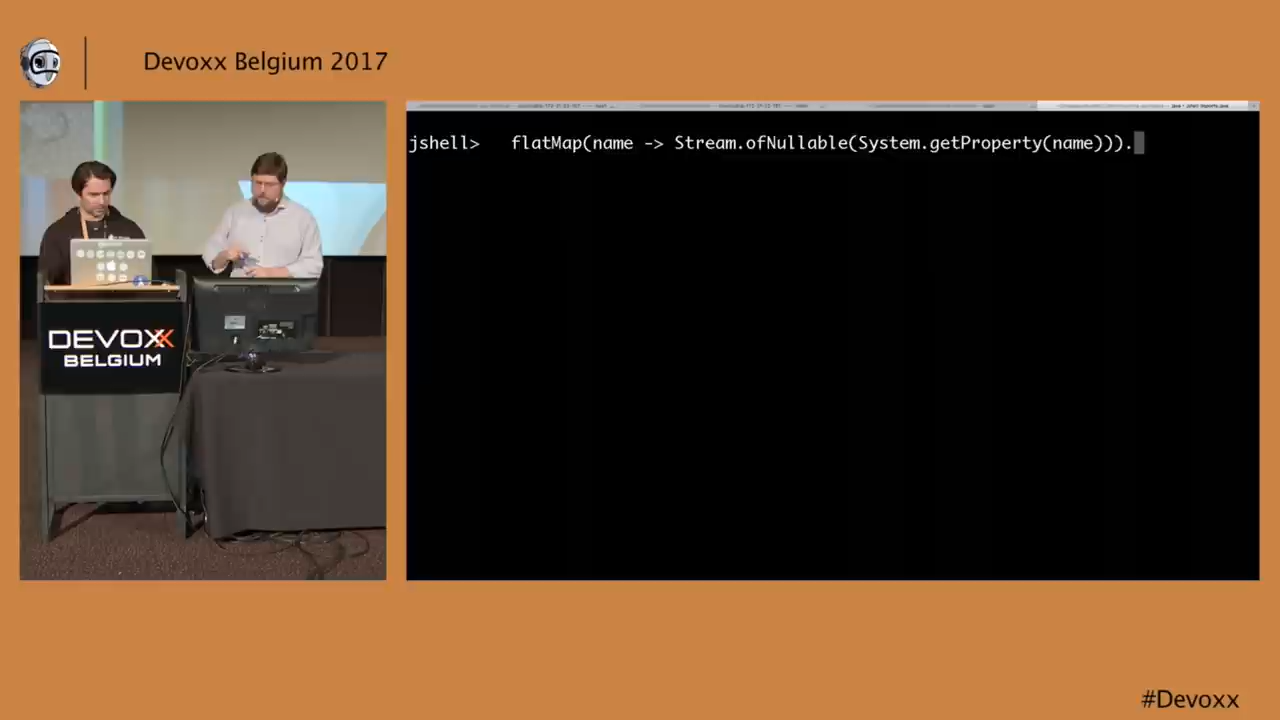 Devoxx Belgium 2017
jshell>   flatMap(name -> Stream.ofNullable(System.getProperty(name))).
DEVOXX
BELGIUM
#Devoxx